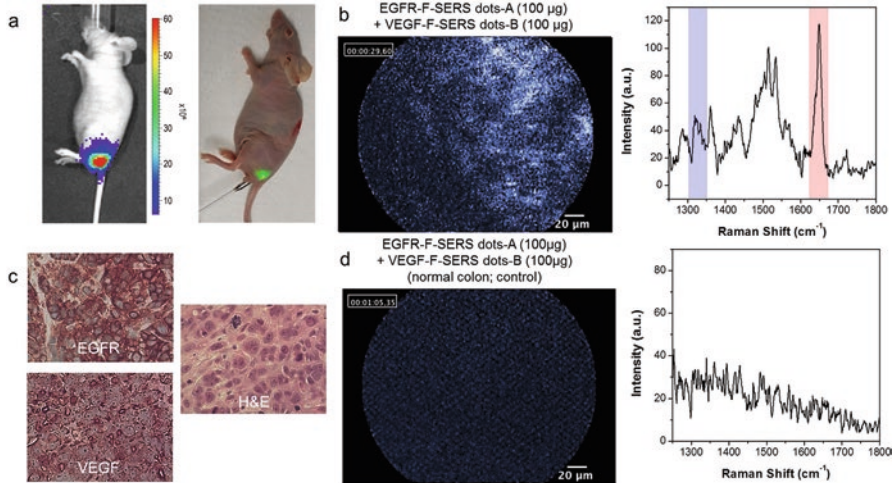 a
60
50
40
30
20
10
b
EGFR-F-SERS dots-A (100 µg)
+ VEGF-F-SERS dots-B (100 µg)
00:00:29.60
20 µm
Intensity (a.u.)
120
100
80
60
40
20
0
1300 1400 1500 1600 1700 1800
Raman Shift (cm⁻¹)
c
EGFR
VEGF
H&E
d
EGFR-F-SERS dots-A (100µg)
+ VEGF-F-SERS dots-B (100µg)
(normal colon; control)
00:01:05.35
20 µm
Intensity (a.u.)
80
60
40
20
0
1300 1400 1500 1600 1700 1800
Raman Shift (cm⁻¹)